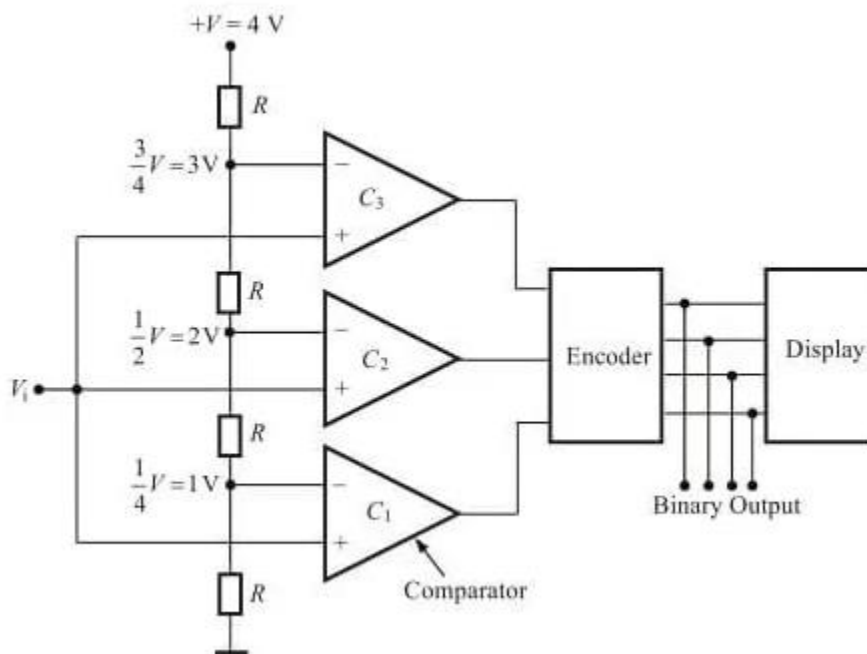 +V = 4 V
R
3/4 V = 3V
−
C3
+
R
1/2 V = 2V
−
C2
+
Vi
Encoder
Display
R
1/4 V = 1V
−
C1
+
Binary Output
Comparator
R